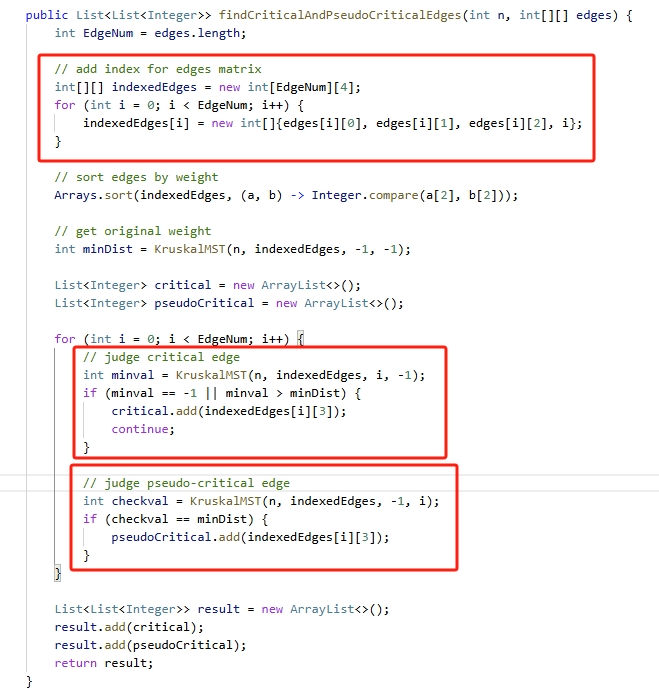 public List<List<Integer>> findCriticalAndPseudoCriticalEdges(int n, int[][] edges) {
    int EdgeNum = edges.length;
    // add index for edges matrix
    int[][] indexedEdges = new int[EdgeNum][4];
    for (int i = 0; i < EdgeNum; i++) {
        indexedEdges[i] = new int[]{edges[i][0], edges[i][1], edges[i][2], i};
    }
    // sort edges by weight
    Arrays.sort(indexedEdges, (a, b) -> Integer.compare(a[2], b[2]));
    // get original weight
    int minDist = KruskalMST(n, indexedEdges, -1, -1);
    List<Integer> critical = new ArrayList<>();
    List<Integer> pseudoCritical = new ArrayList<>();
    for (int i = 0; i < EdgeNum; i++) {
        // judge critical edge
        int minval = KruskalMST(n, indexedEdges, i, -1);
        if (minval == -1 || minval > minDist) {
            critical.add(indexedEdges[i][3]);
            continue;
        }
        // judge pseudo-critical edge
        int checkval = KruskalMST(n, indexedEdges, -1, i);
        if (checkval == minDist) {
            pseudoCritical.add(indexedEdges[i][3]);
        }
    }
    List<List<Integer>> result = new ArrayList<>();
    result.add(critical);
    result.add(pseudoCritical);
    return result;
}